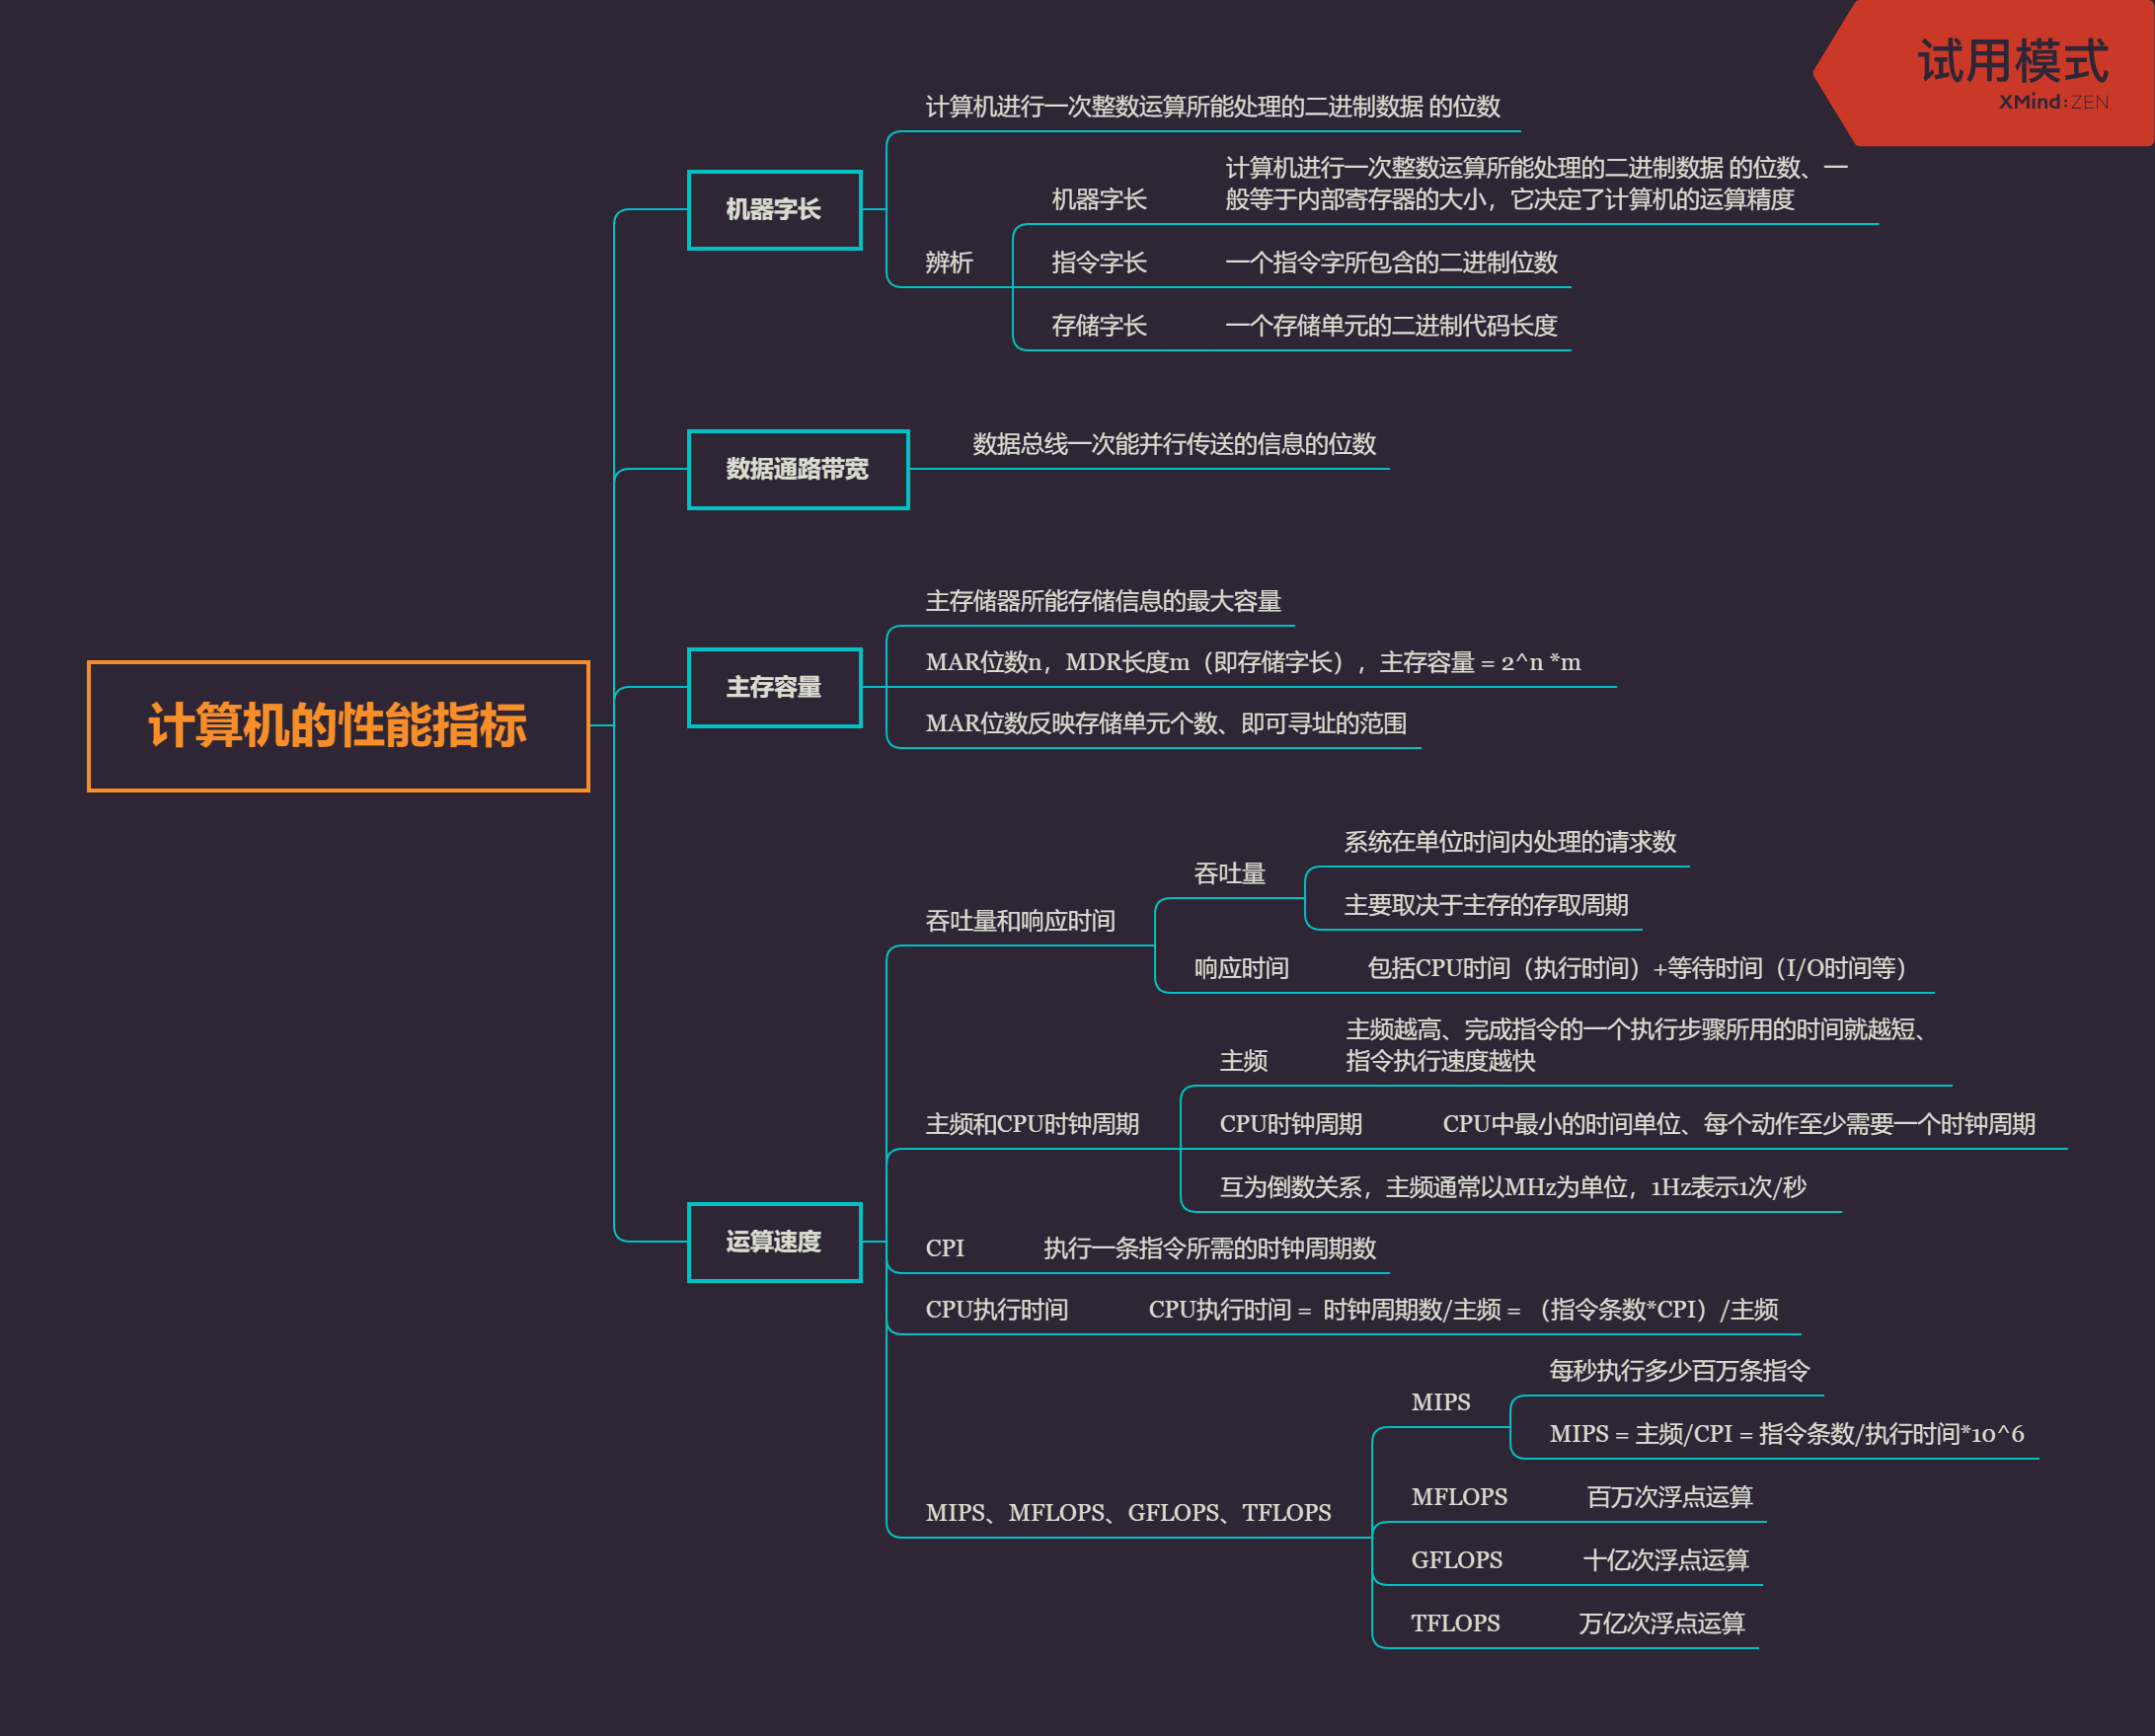 试用模式
XMind:ZEN
计算机的性能指标
机器字长
计算机进行一次整数运算所能处理的二进制数据 的位数
辨析
机器字长
计算机进行一次整数运算所能处理的二进制数据 的位数、一
般等于内部寄存器的大小，它决定了计算机的运算精度
指令字长
一个指令字所包含的二进制位数
存储字长
一个存储单元的二进制代码长度
数据通路带宽
数据总线一次能并行传送的信息的位数
主存容量
主存储器所能存储信息的最大容量
MAR位数n，MDR长度m（即存储字长），主存容量 = 2^n *m
MAR位数反映存储单元个数、即可寻址的范围
运算速度
吞吐量和响应时间
吞吐量
系统在单位时间内处理的请求数
主要取决于主存的存取周期
响应时间
包括CPU时间（执行时间）+等待时间（I/O时间等）
主频和CPU时钟周期
主频
主频越高、完成指令的一个执行步骤所用的时间就越短、
指令执行速度越快
CPU时钟周期
CPU中最小的时间单位、每个动作至少需要一个时钟周期
互为倒数关系，主频通常以MHz为单位，1Hz表示1次/秒
CPI
执行一条指令所需的时钟周期数
CPU执行时间
CPU执行时间 = 时钟周期数/主频 = （指令条数*CPI）/主频
MIPS、MFLOPS、GFLOPS、TFLOPS
MIPS
每秒执行多少百万条指令
MIPS = 主频/CPI = 指令条数/执行时间*10^6
MFLOPS
百万次浮点运算
GFLOPS
十亿次浮点运算
TFLOPS
万亿次浮点运算